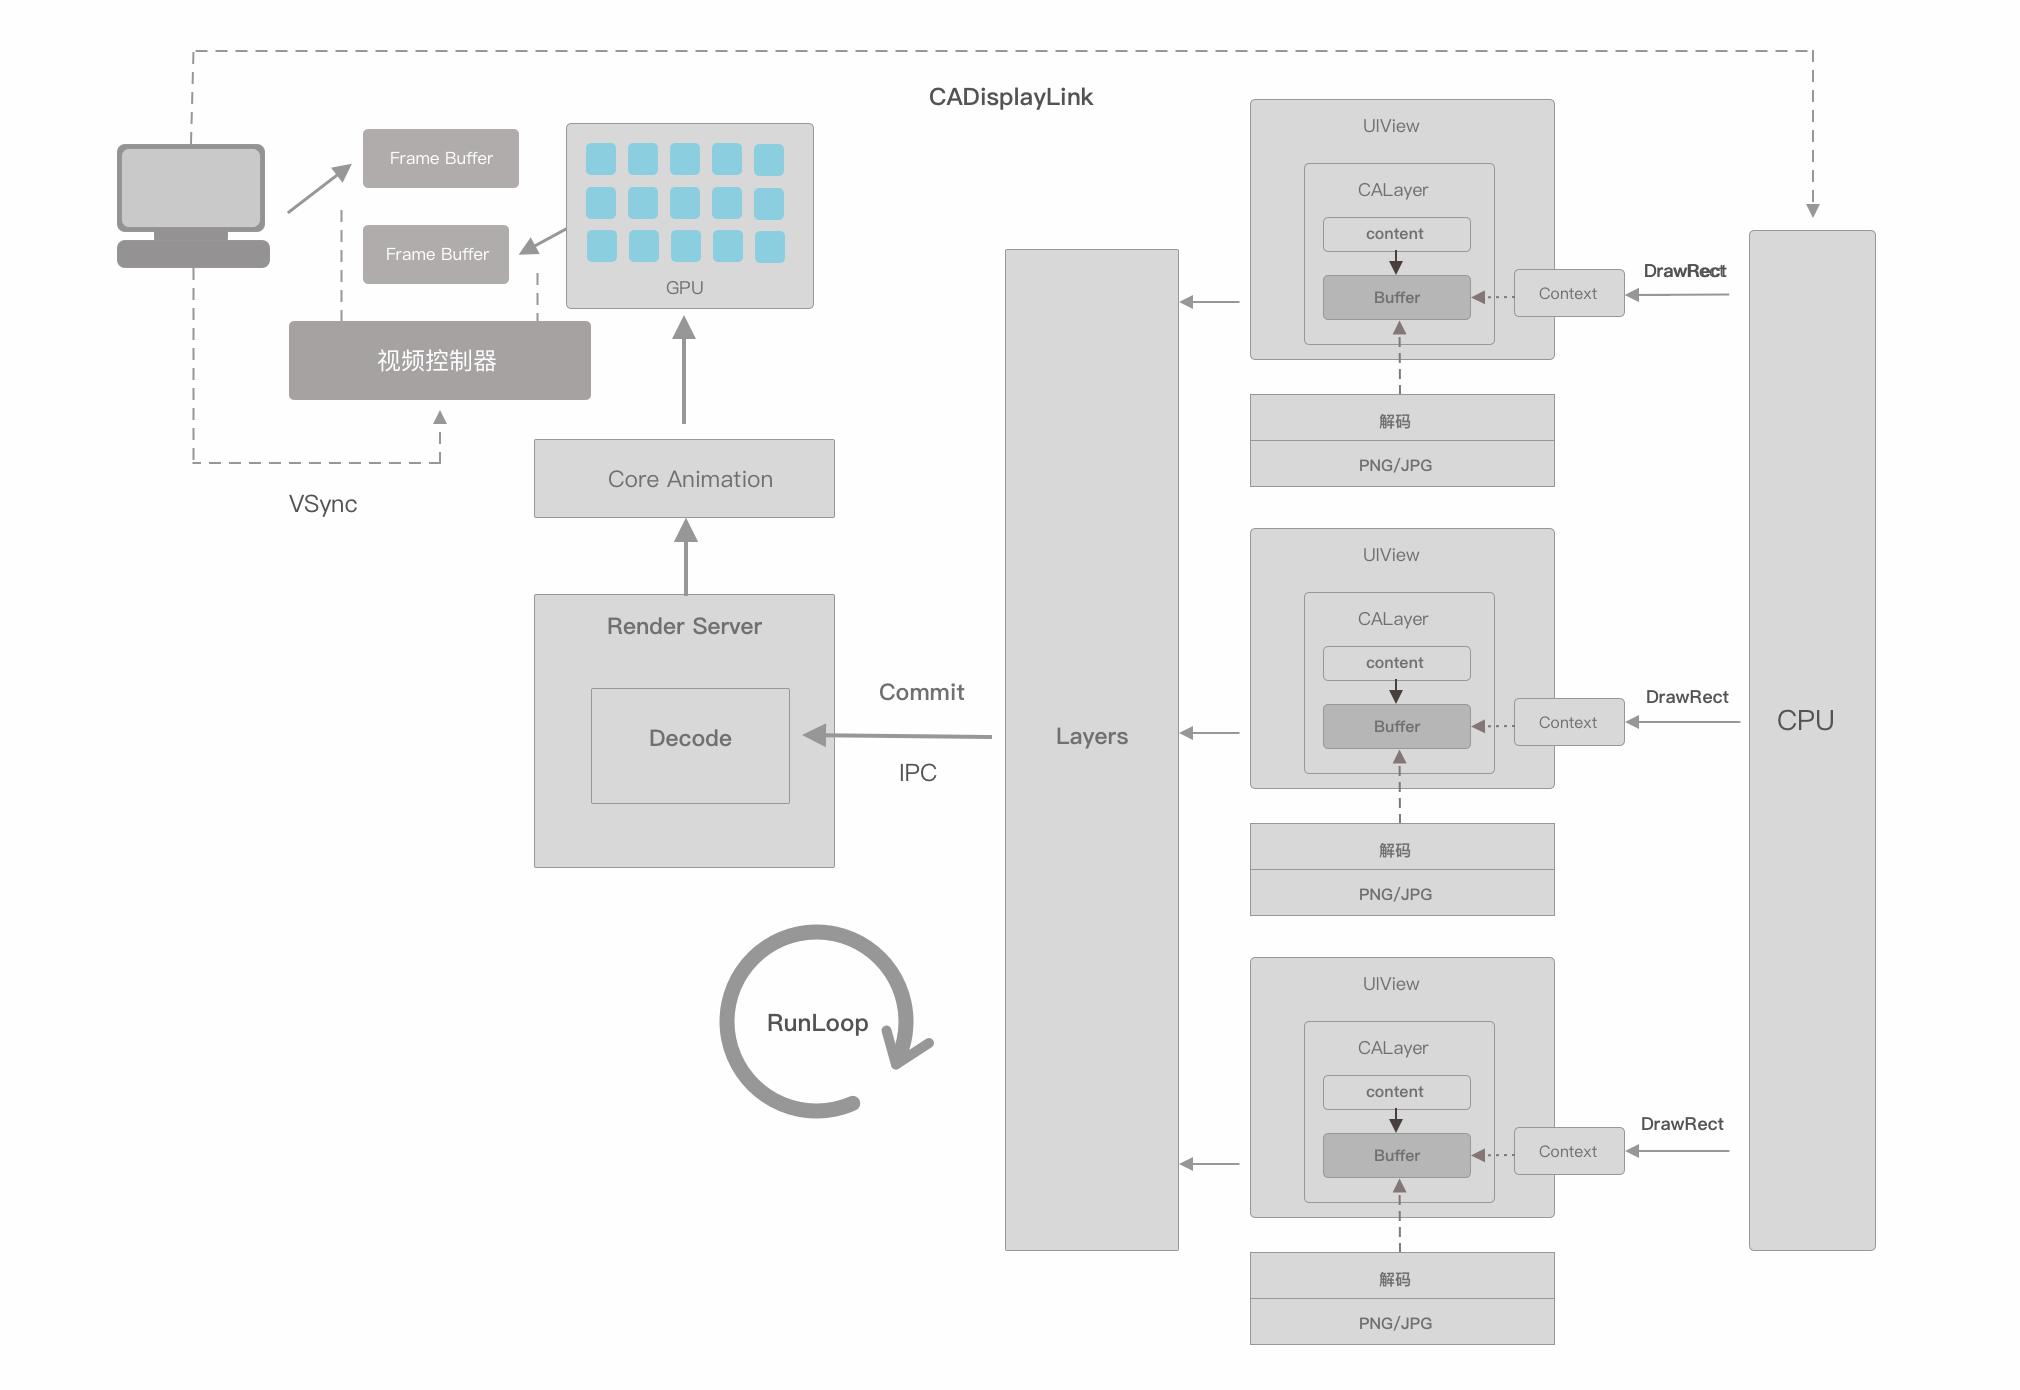 CADisplayLink
Frame Buffer
Frame Buffer
GPU
视频控制器
VSync
Core Animation
Render Server
Decode
Commit
IPC
RunLoop
Layers
UIView
CALayer
content
Buffer
Context
DrawRect
解码
PNG/JPG
UIView
CALayer
content
Buffer
Context
DrawRect
解码
PNG/JPG
UIView
CALayer
content
Buffer
Context
DrawRect
解码
PNG/JPG
CPU